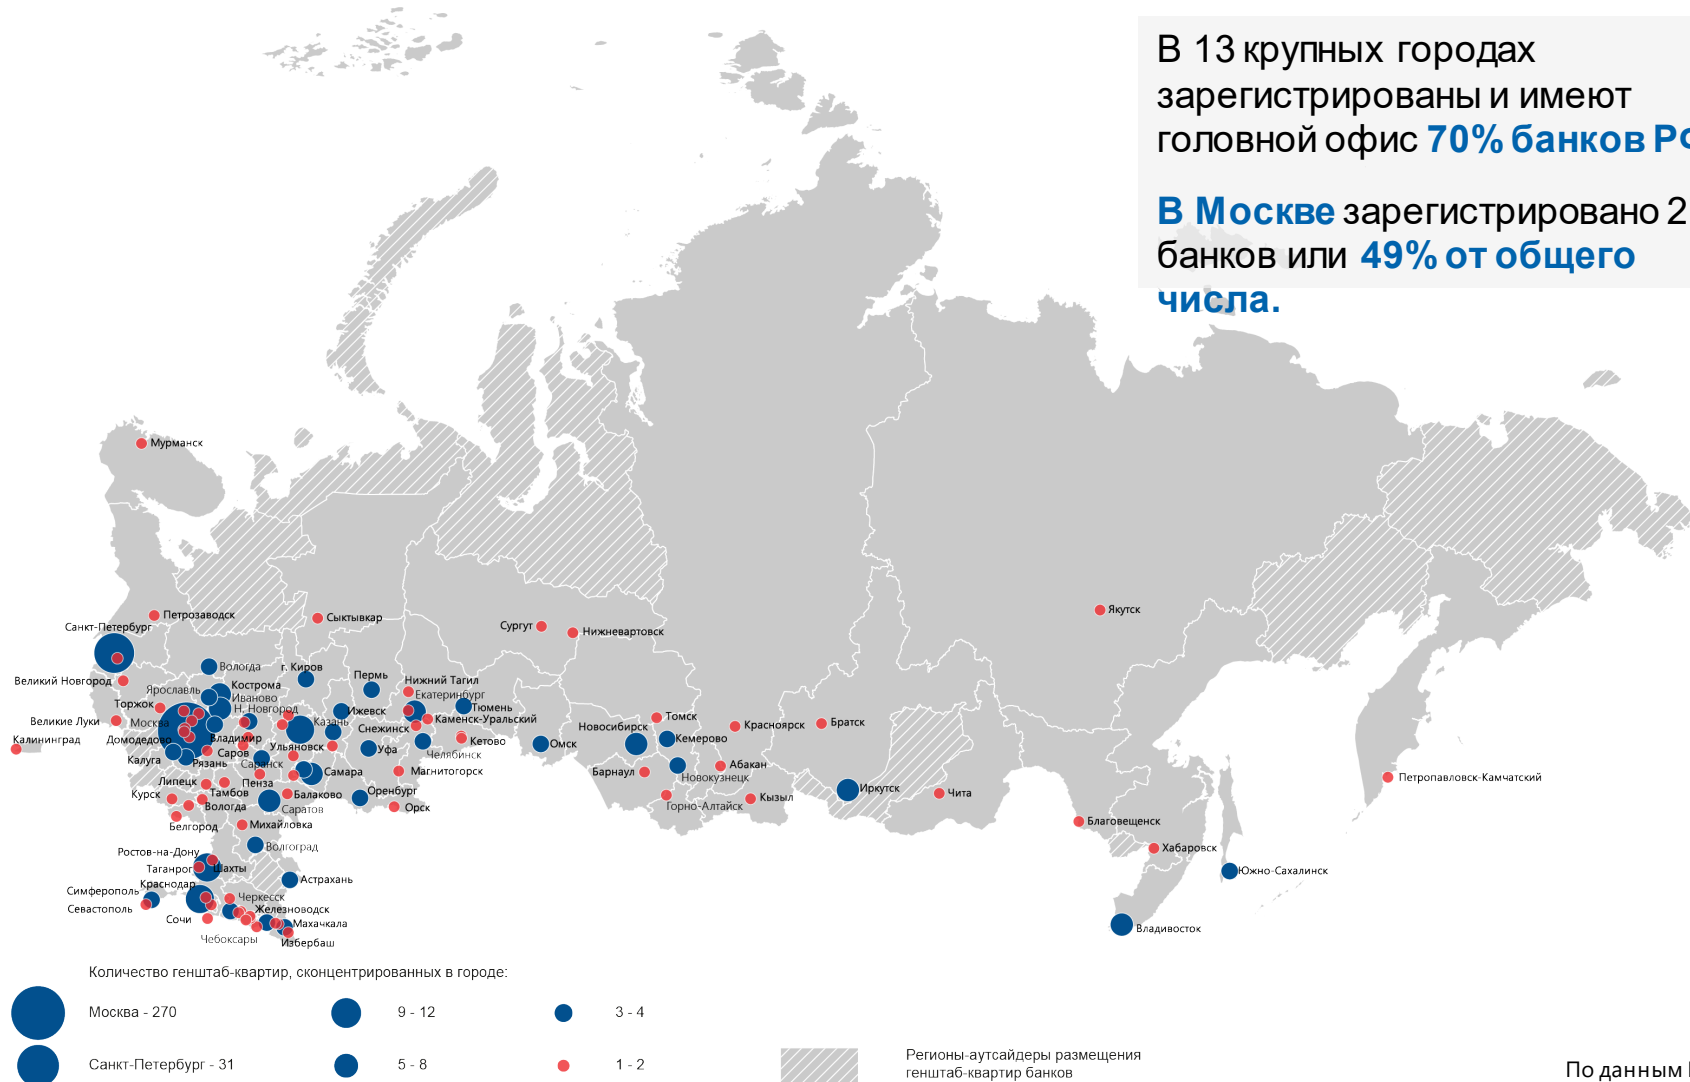 В 13 крупных городах
зарегистрированы и имеют
головной офис 70% банков РФ
В Москве зарегистрировано 2
банков или 49% от общего
числа.
Мурманск
Петрозаводск
Сыктывкар
Якутск
Санкт-Петербург
Сургут
Нижневартовск
Вологда
г. Киров
Пермь
Нижний Тагил
Великий Новгород
Ярославль
Кострома
Иваново
Екатеринбург
Торжок
Н. Новгород
Ижевск
Тюмень
Великие Луки
Москва
Казань
Каменск-Уральский
Снежинск
Новосибирск
Томск
Красноярск
Братск
Калининград
Домодедово
Владимир
Ульяновск
Уфа
Кетово
Омск
Кемерово
Калуга
Рязань
Саров
Саранск
Челябинск
Самара
Магнитогорск
Барнаул
Новокузнецк
Абакан
Петропавловск-Камчатский
Липецк
Тамбов
Пенза
Балаково
Оренбург
Иркутск
Чита
Курск
Вологда
Саратов
Орск
Горно-Алтайск
Кызыл
Белгород
Михайловка
Благовещенск
Волгоград
Хабаровск
Ростов-на-Дону
Таганрог
Шахты
Астрахань
Южно-Сахалинск
Симферополь
Краснодар
Черкесск
Севастополь
Сочи
Железноводск
Махачкала
Владивосток
Чебоксары
Избербаш
Количество генштаб-квартир, сконцентрированных в городе:
Москва - 270
9 - 12
3 - 4
Санкт-Петербург - 31
5 - 8
1 - 2
Регионы-аутсайдеры размещения
генштаб-квартир банков
По данным